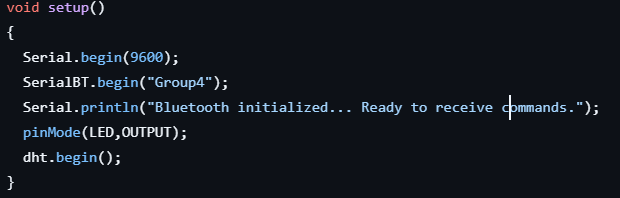 void setup()
{
  Serial.begin(9600);
  SerialBT.begin("Group4");
  Serial.println("Bluetooth initialized... Ready to receive commands.");
  pinMode(LED,OUTPUT);
  dht.begin();
}